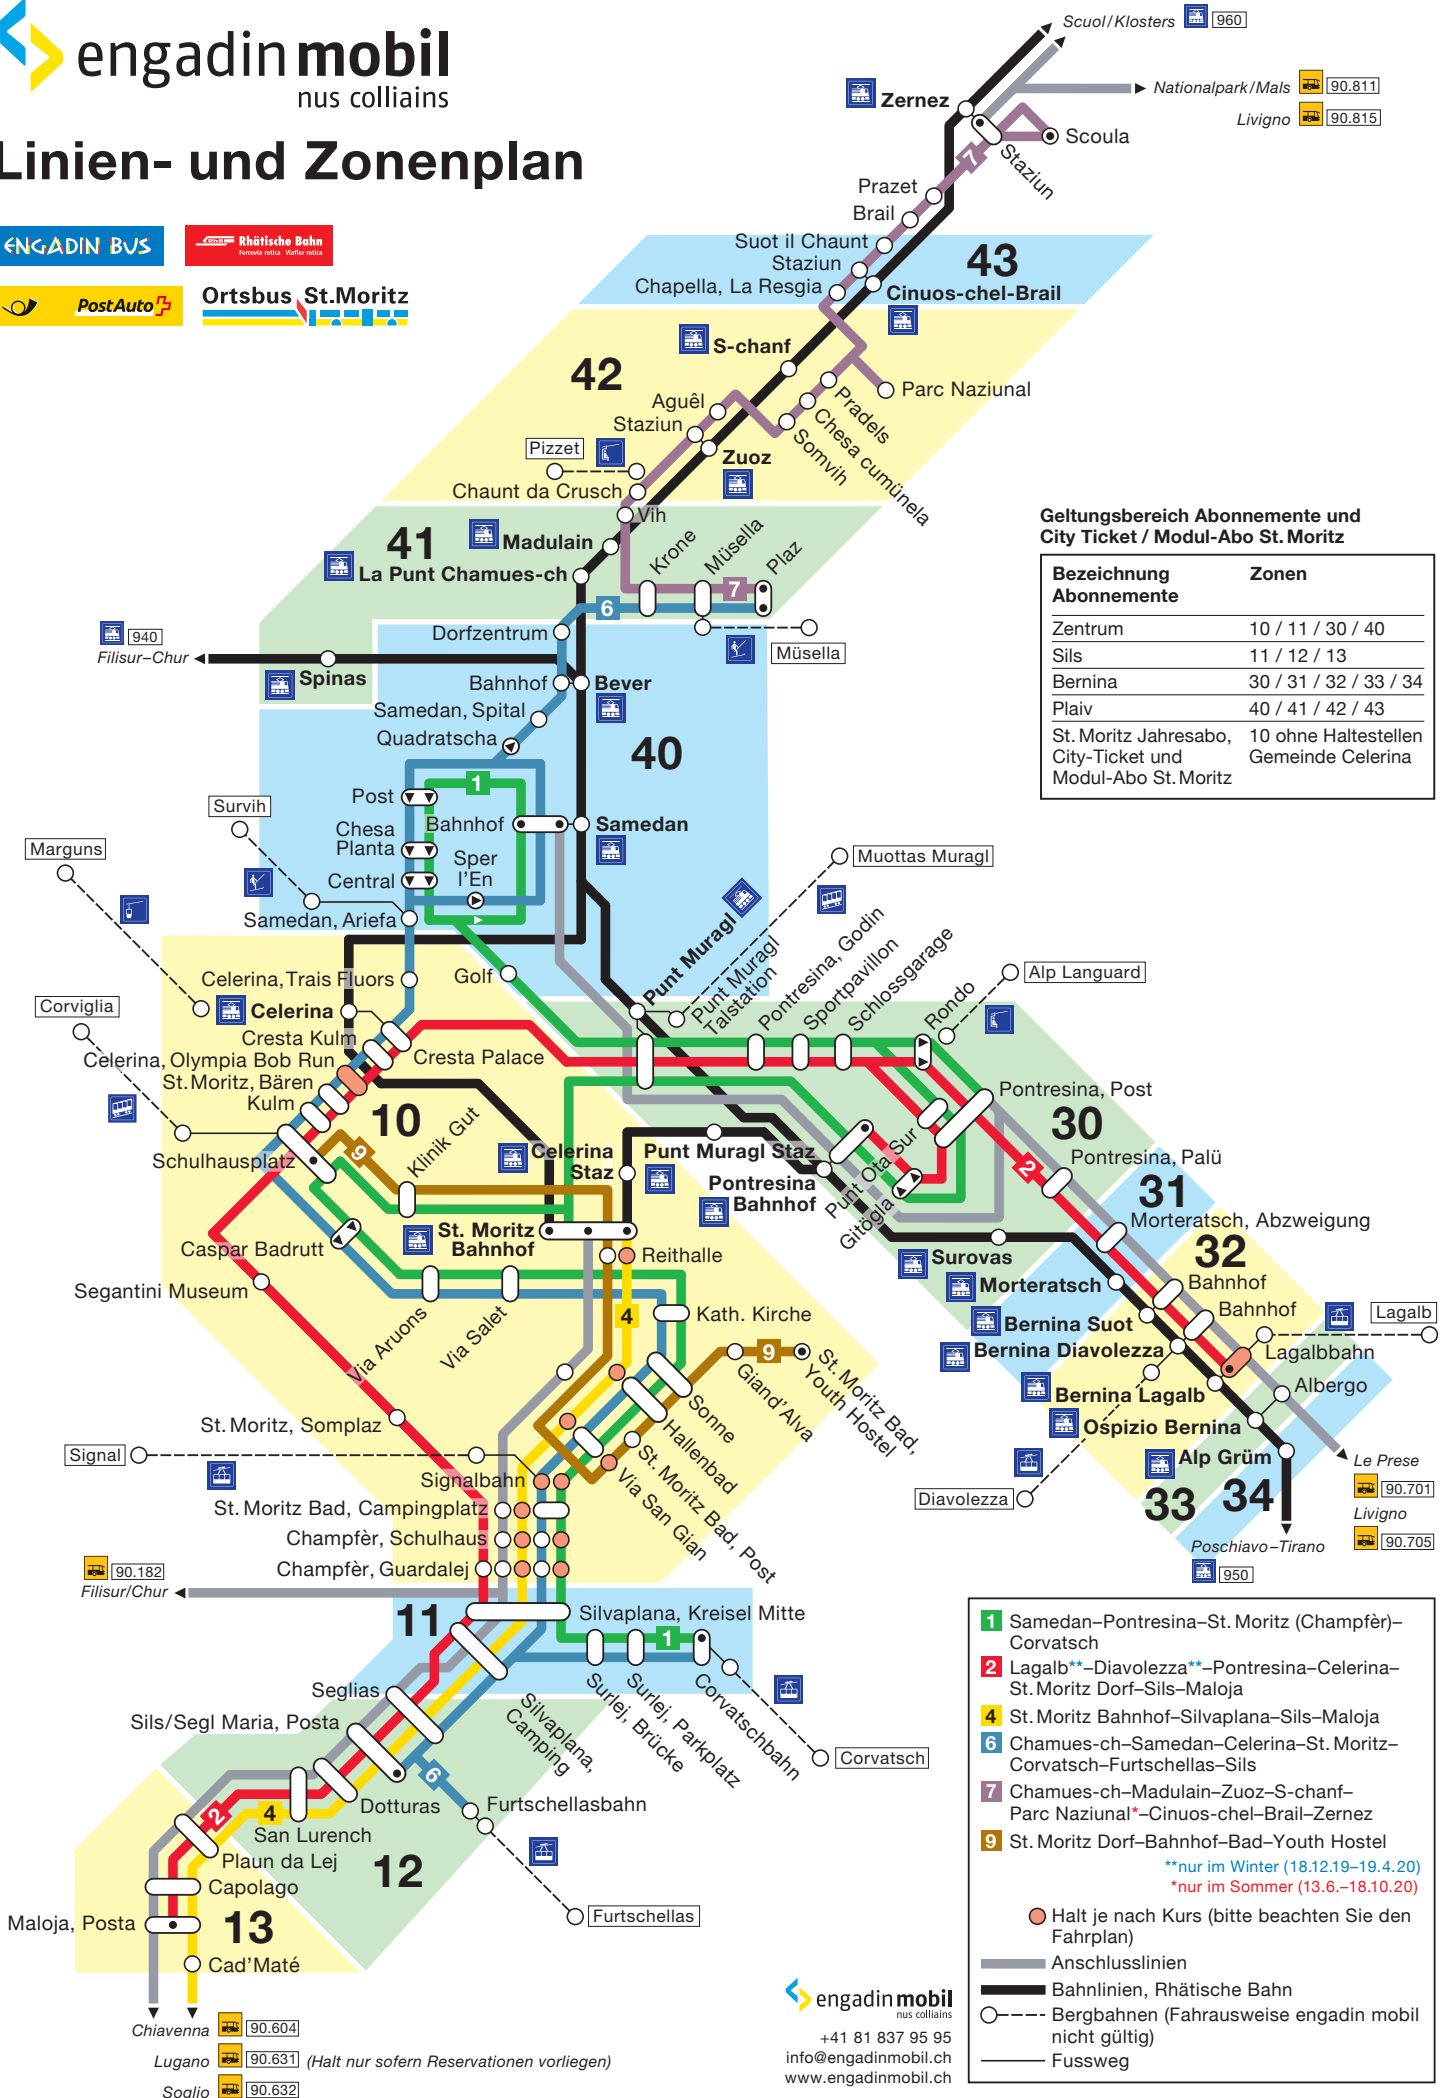 engadin mobil
nus colliains
Linien- und Zonenplan
ENGADIN BUS
RhB Rhätische Bahn
Ferrovia retica Viafier retica
PostAuto
Ortsbus St. Moritz
Scuol/Klosters 960
Nationalpark/Mals 90.811
Livigno 90.815
Zernez
Scoula
Staziun
7
Prazet
Brail
Suot il Chaunt
Staziun
Chapella, La Resgia
43
Cinuos-chel-Brail
S-chanf
42
Parc Naziunal
Pradels
Chesa cumünela
Somvih
Aguêl
Staziun
Zuoz
Pizzet
Chaunt da Crusch
Vih
41
Madulain
La Punt Chamues-ch
Krone
Müsella
Plaz
7
6
Müsella
Dorfzentrum
940
Filisur–Chur
Spinas
Bahnhof
Bever
Samedan, Spital
Quadratscha
40
1
Post
Chesa
Planta
Bahnhof
Samedan
Sper
l'En
Central
Samedan, Ariefa
Survih
Marguns
Corviglia
Golf
Celerina, Trais Fluors
Celerina
Cresta Kulm
Cresta Palace
Celerina, Olympia Bob Run
St. Moritz, Bären
Kulm
10
Schulhausplatz
9
Klinik Gut
Muottas Muragl
Punt Muragl
Punt Muragl
Talstation
Pontresina, Godin
Sportpavillon
Schlossgarage
Rondo
Alp Languard
Pontresina, Post
30
Celerina
Staz
Punt Muragl Staz
Pontresina
Bahnhof
Punt Ota Sur
Gitögla
2
Pontresina, Palü
31
Morteratsch, Abzweigung
32
Surovas
Morteratsch
Bahnhof
Bernina Suot
Bahnhof
Bernina Diavolezza
Lagalb
Lagalbbahn
Bernina Lagalb
Albergo
Ospizio Bernina
Alp Grüm
Diavolezza
33
34
Le Prese
90.701
Livigno
90.705
Poschiavo–Tirano
950
St. Moritz
Bahnhof
Caspar Badrutt
Reithalle
Segantini Museum
Via Aruons
Via Salet
4
Kath. Kirche
9
Giand'Alva
St. Moritz Bad,
Youth Hostel
Sonne
Hallenbad
St. Moritz Bad, Post
Via San Gian
St. Moritz, Somplaz
Signal
Signalbahn
St. Moritz Bad, Campingplatz
Champfèr, Schulhaus
Champfèr, Guardalej
90.182
Filisur/Chur
11
Silvaplana, Kreisel Mitte
1
Surlej, Brücke
Surlej, Parkplatz
Corvatschbahn
Corvatsch
Silvaplana,
Camping
Seglias
Sils/Segl Maria, Posta
6
Furtschellasbahn
Dotturas
4
San Lurench
2
Plaun da Lej
12
Furtschellas
Capolago
Maloja, Posta
13
Cad'Maté
Chiavenna 90.604
Lugano 90.631 (Halt nur sofern Reservationen vorliegen)
Soglio 90.632
Geltungsbereich Abonnemente und
City Ticket / Modul-Abo St. Moritz
Bezeichnung Zonen
Abonnemente
Zentrum 10 / 11 / 30 / 40
Sils 11 / 12 / 13
Bernina 30 / 31 / 32 / 33 / 34
Plaiv 40 / 41 / 42 / 43
St. Moritz Jahresabo, 10 ohne Haltestellen
City-Ticket und Gemeinde Celerina
Modul-Abo St. Moritz
1 Samedan–Pontresina–St. Moritz (Champfèr)–
Corvatsch
2 Lagalb**–Diavolezza**–Pontresina–Celerina–
St. Moritz Dorf–Sils–Maloja
4 St. Moritz Bahnhof–Silvaplana–Sils–Maloja
6 Chamues-ch–Samedan–Celerina–St. Moritz–
Corvatsch–Furtschellas–Sils
7 Chamues-ch–Madulain–Zuoz–S-chanf–
Parc Naziunal*–Cinuos-chel–Brail–Zernez
9 St. Moritz Dorf–Bahnhof–Bad–Youth Hostel
**nur im Winter (18.12.19–19.4.20)
*nur im Sommer (13.6.–18.10.20)
Halt je nach Kurs (bitte beachten Sie den
Fahrplan)
Anschlusslinien
Bahnlinien, Rhätische Bahn
Bergbahnen (Fahrausweise engadin mobil
nicht gültig)
Fussweg
engadin mobil
nus colliains
+41 81 837 95 95
info@engadinmobil.ch
www.engadinmobil.ch